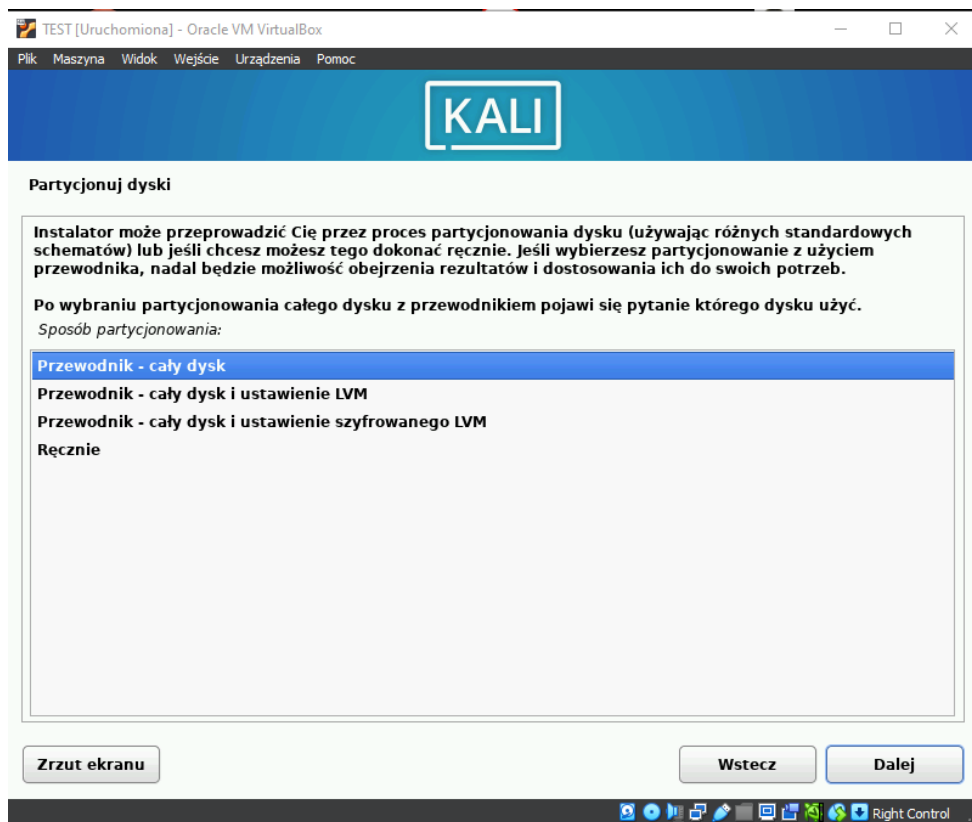 TEST [Uruchomiona] - Oracle VM VirtualBox
Plik Maszyna Widok Wejście Urządzenia Pomoc
KALI
Partycjonuj dyski
Instalator może przeprowadzić Cię przez proces partycjonowania dysku (używając różnych standardowych
schematów) lub jeśli chcesz możesz tego dokonać ręcznie. Jeśli wybierzesz partycjonowanie z użyciem
przewodnika, nadal będzie możliwość obejrzenia rezultatów i dostosowania ich do swoich potrzeb.
Po wybraniu partycjonowania całego dysku z przewodnikiem pojawi się pytanie którego dysku użyć.
Sposób partycjonowania:
Przewodnik - cały dysk
Przewodnik - cały dysk i ustawienie LVM
Przewodnik - cały dysk i ustawienie szyfrowanego LVM
Ręcznie
Zrzut ekranu
Wstecz
Dalej
Right Control